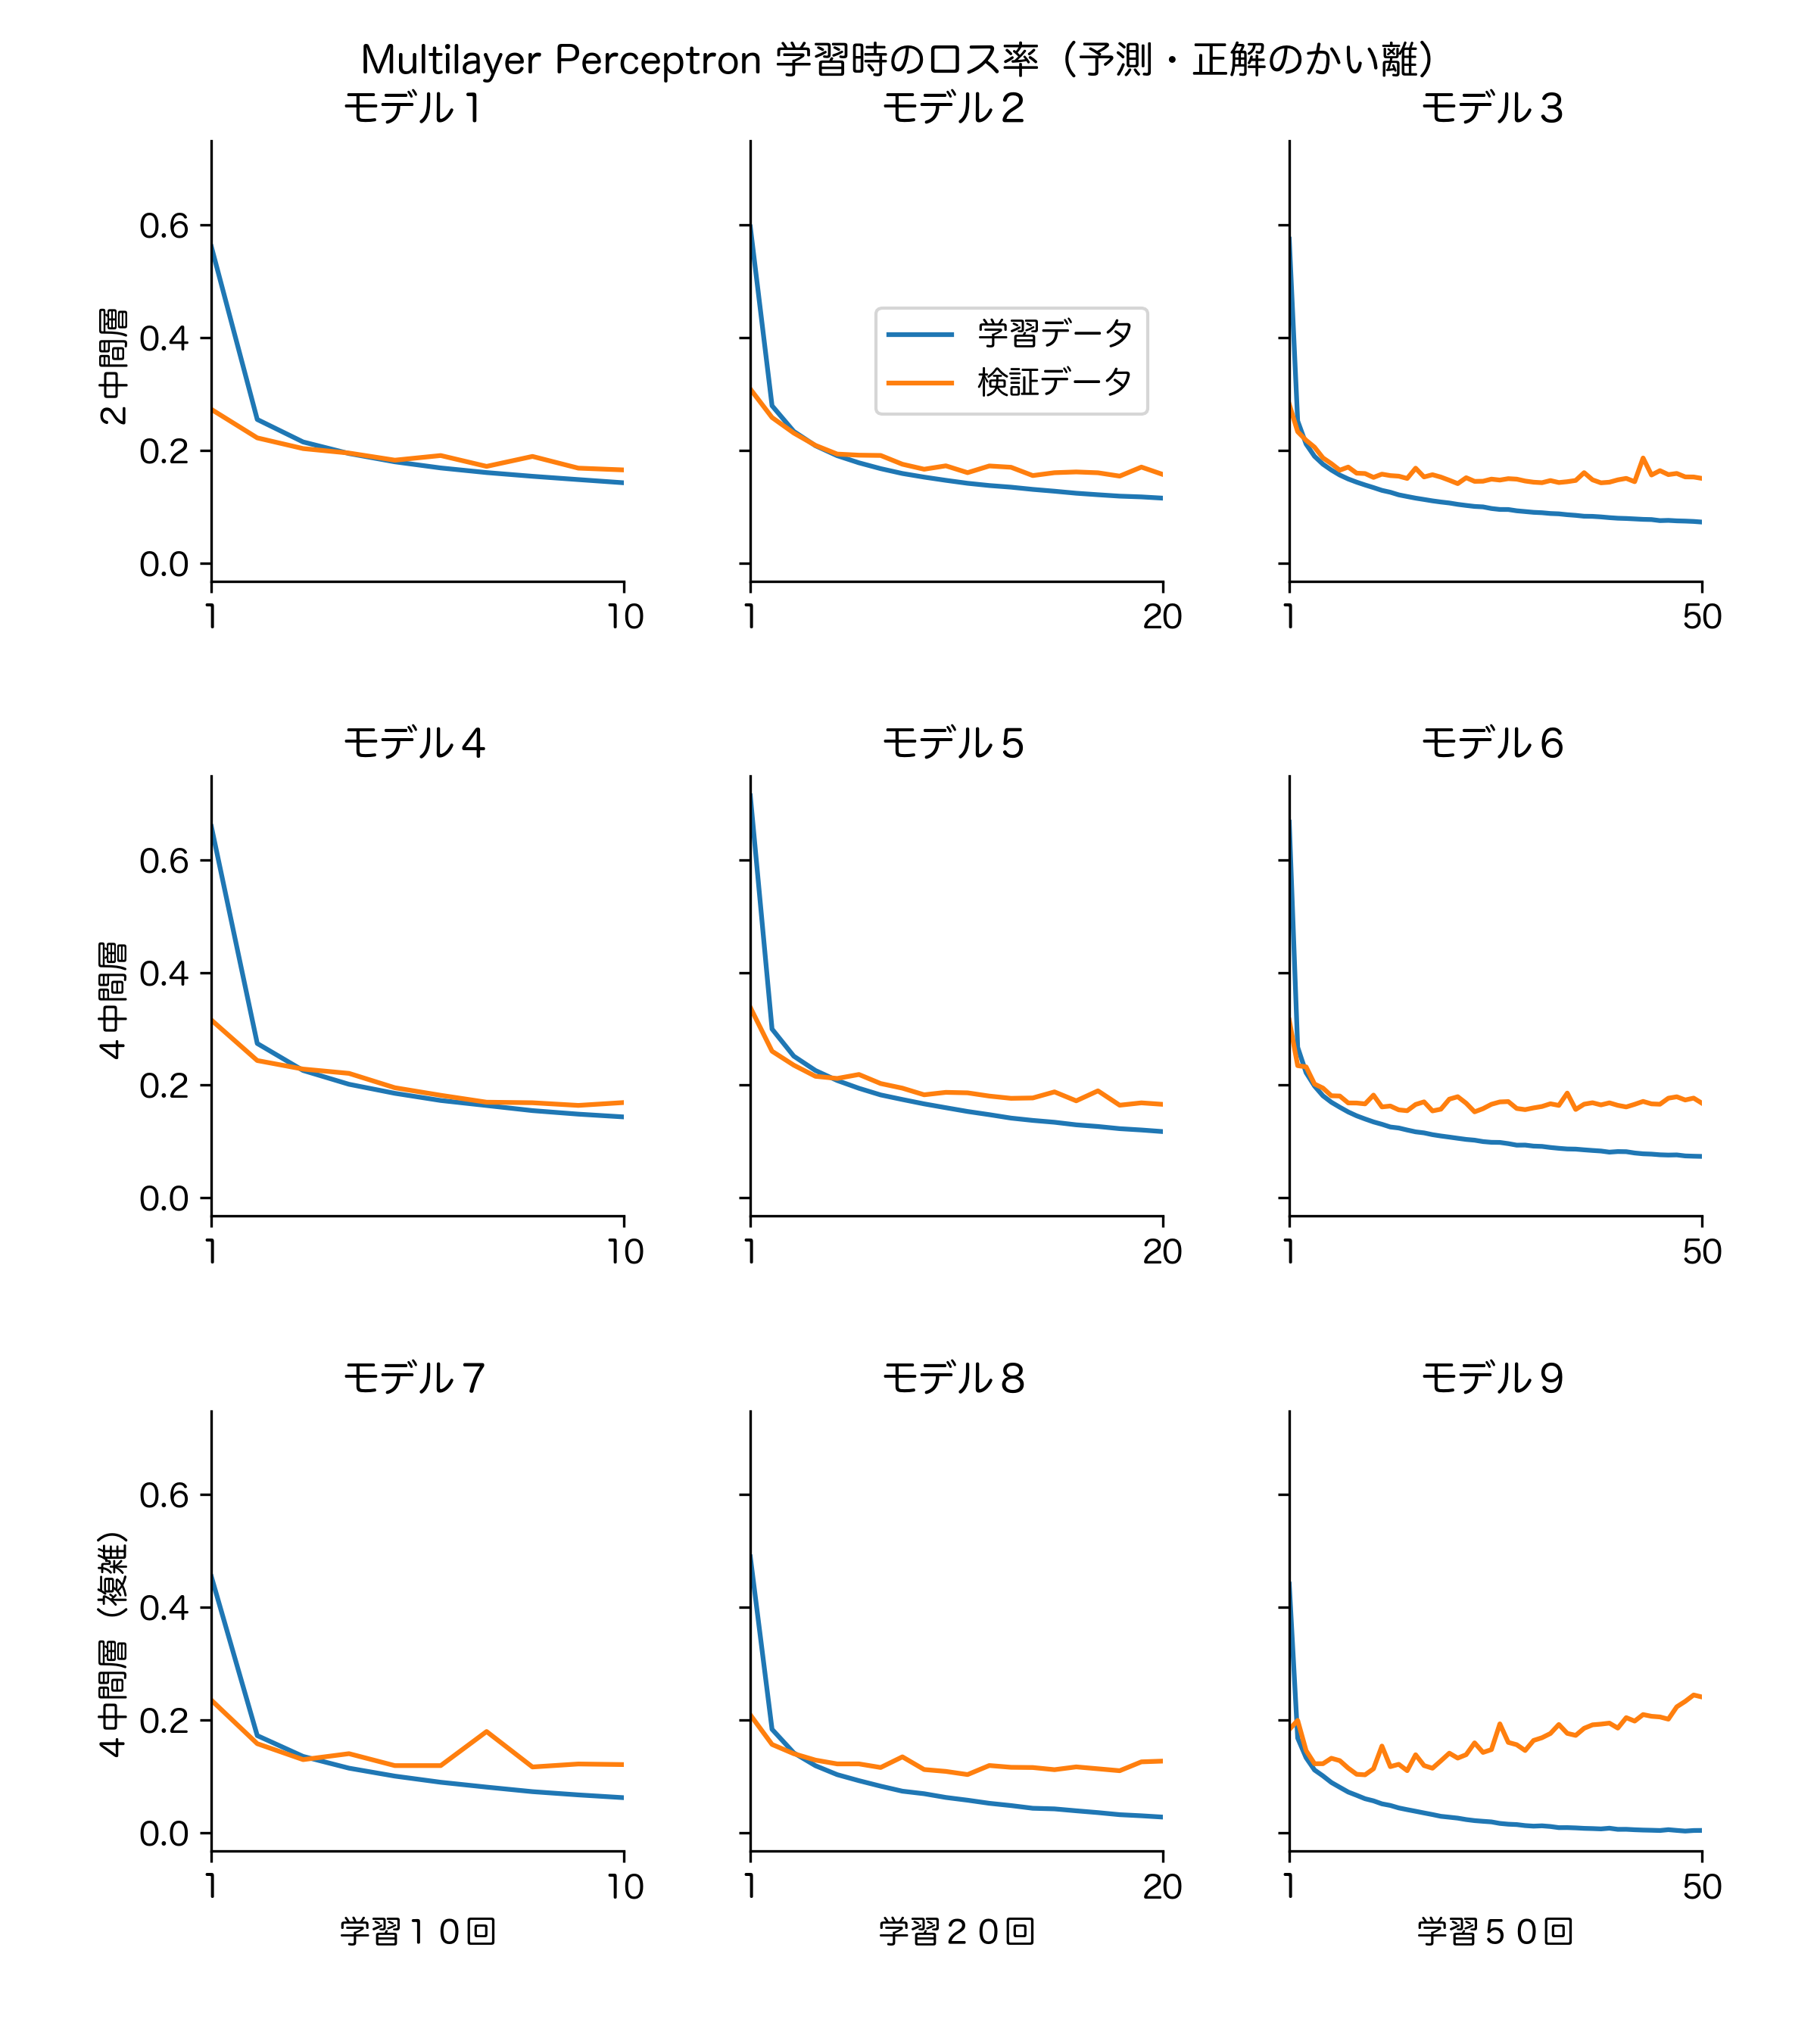 Multilayer Perceptron 学習時のロス率（予測・正解のかい離）
モデル１
モデル２
モデル３
２中間層
0.6
0.4
0.2
0.0
1
10
学習データ
検証データ
1
20
1
50
モデル４
モデル５
モデル６
４中間層
0.6
0.4
0.2
0.0
1
10
1
20
1
50
モデル７
モデル８
モデル９
４中間層（複雑）
0.6
0.4
0.2
0.0
1
10
1
20
1
50
学習１０回
学習２０回
学習５０回